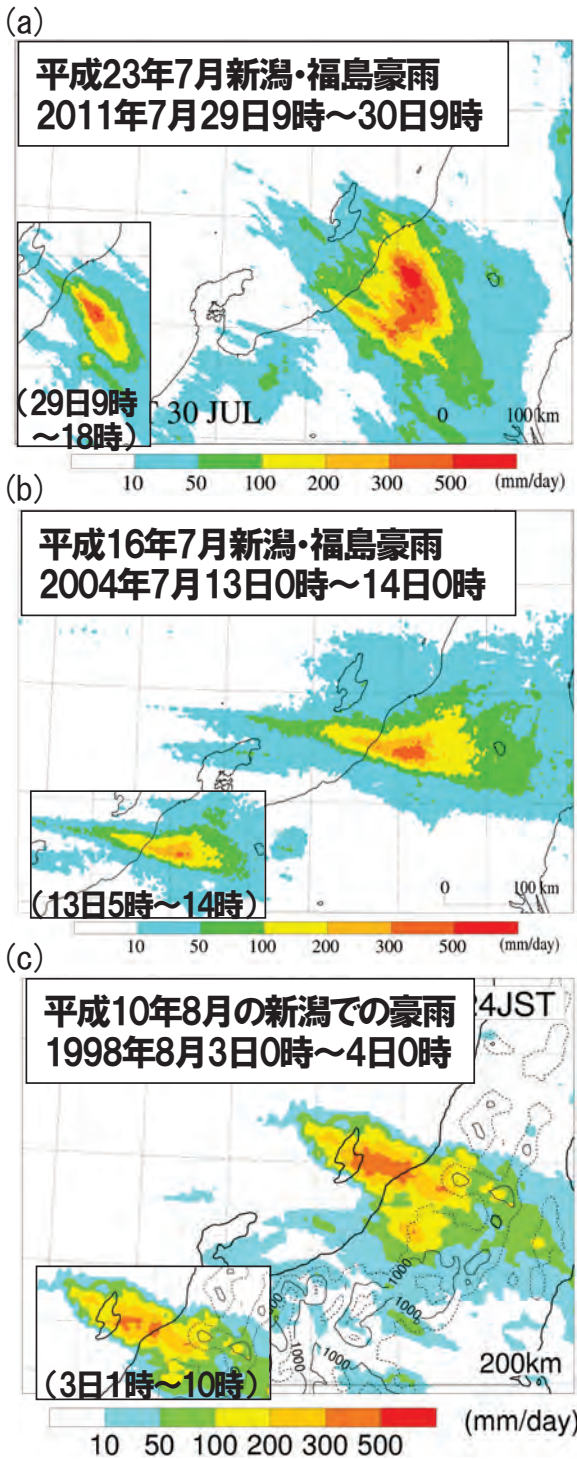 (a)
平成23年7月新潟・福島豪雨
2011年7月29日9時～30日9時
(29日9時
～18時)
30 JUL
0 100 km
10 50 100 200 300 500 (mm/day)
(b)
平成16年7月新潟・福島豪雨
2004年7月13日0時～14日0時
(13日5時～14時)
0 100 km
10 50 100 200 300 500 (mm/day)
(c)
平成10年8月の新潟での豪雨
24JST
1998年8月3日0時～4日0時
1000
1000
1000
1000
1000
(3日1時～10時)
200km
(mm/day)
10 50 100 200 300 500